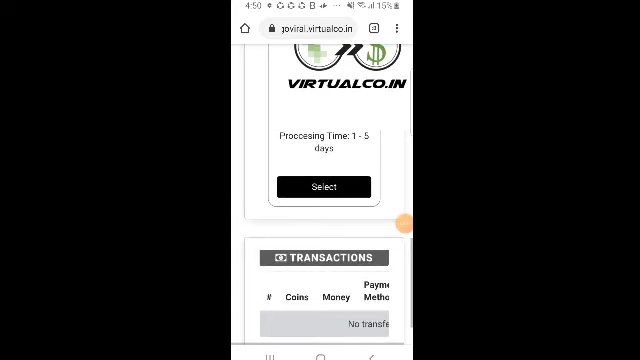 4:50
15%
goviral.virtualco.in
VIRTUALCO.IN
Proccesing Time: 1 - 5
days
Select
TRANSACTIONS
# Coins Money Payme
Metho
No transfe